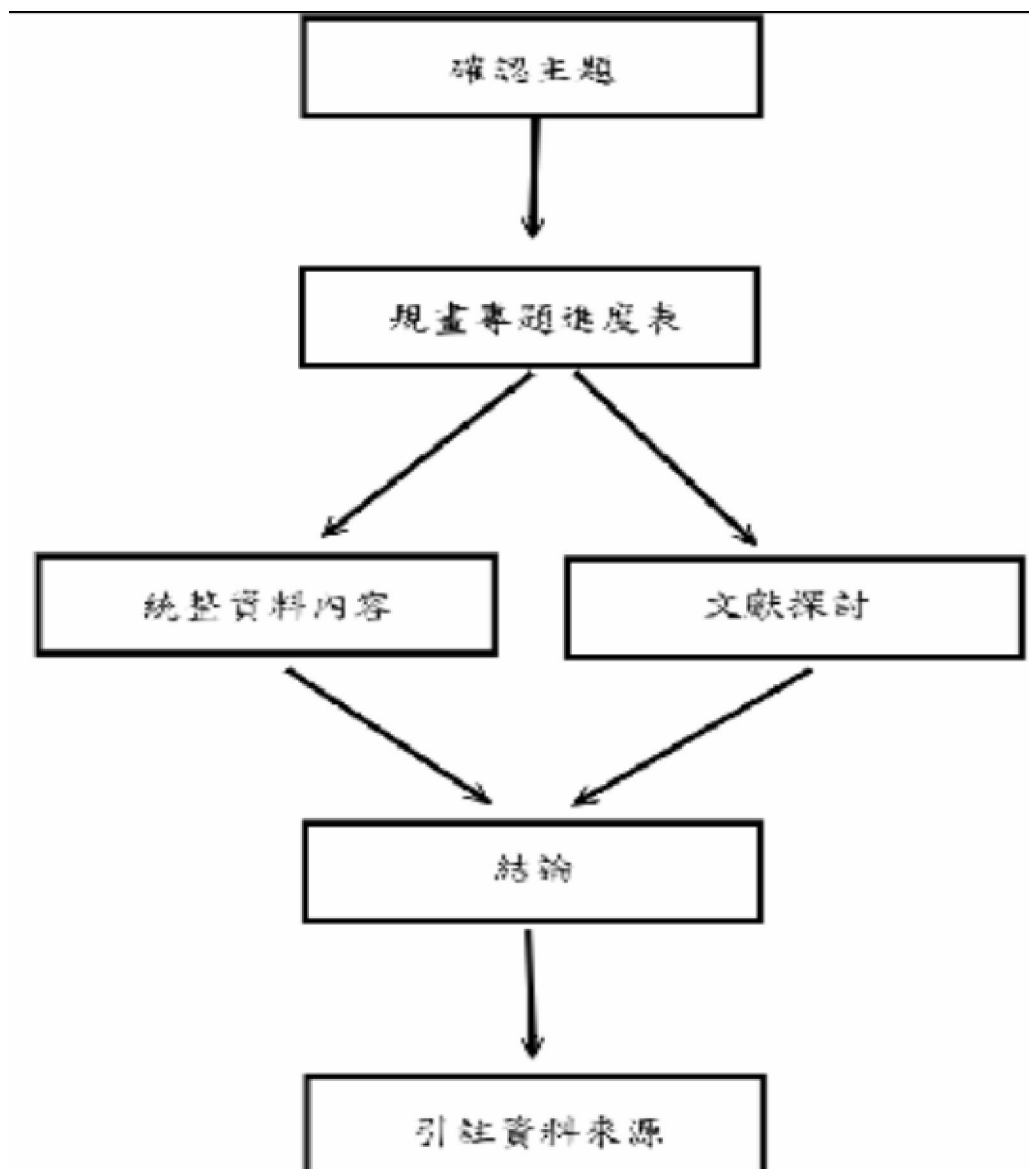 確認主題
規畫專題進度表
統整資料內容
文獻探討
結論
引註資料來源